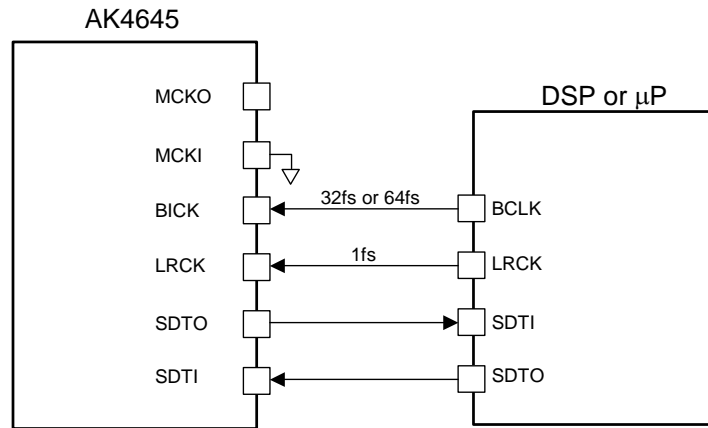 AK4645
DSP or μP
MCKO
MCKI
BICK
32fs or 64fs
BCLK
LRCK
1fs
LRCK
SDTO
SDTI
SDTI
SDTO